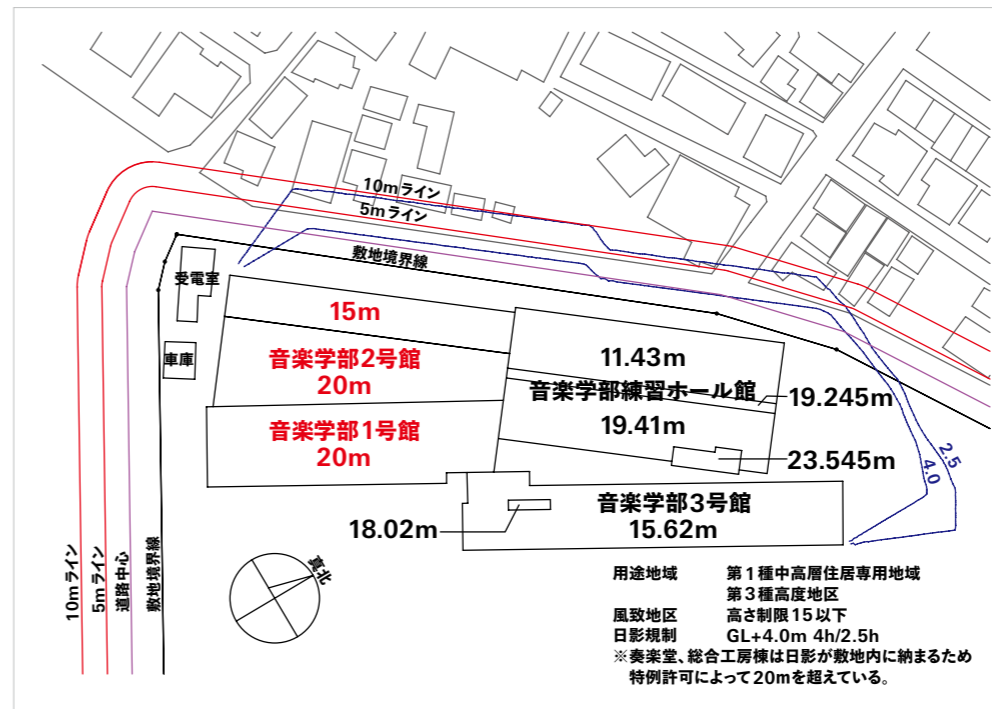 10mライン
5mライン
敷地境界線
受電室
15m
車庫
音楽学部2号館
20m
11.43m
音楽学部練習ホール館
19.245m
音楽学部1号館
20m
19.41m
23.545m
2.5
4.0
音楽学部3号館
18.02m
15.62m
10mライン
5mライン
道路中心
敷地境界線
真北
用途地域 第1種中高層住居専用地域
第3種高度地区
風致地区 高さ制限15以下
日影規制 GL+4.0m 4h/2.5h
※奏楽堂、総合工房棟は日影が敷地内に納まるため
特例許可によって20mを超えている。